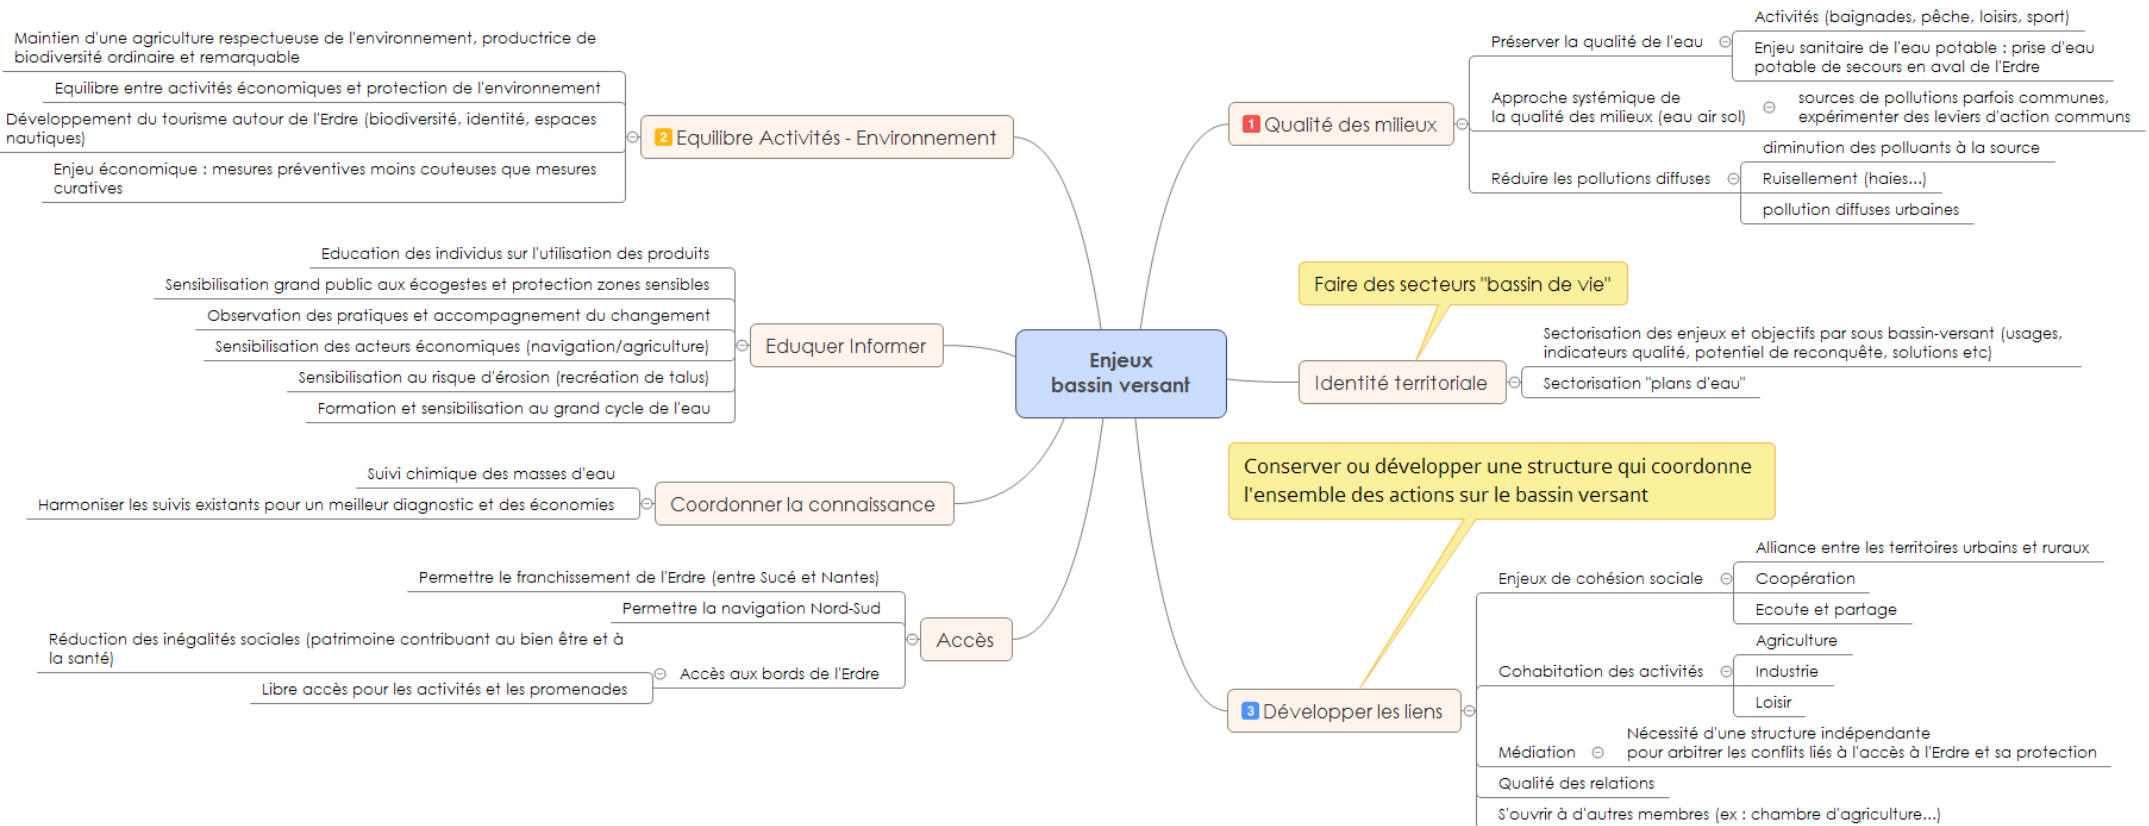 Enjeux
bassin versant
1 Qualité des milieux
Préserver la qualité de l'eau
Activités (baignades, pêche, loisirs, sport)
Enjeu sanitaire de l'eau potable : prise d'eau
potable de secours en aval de l'Erdre
Approche systémique de
la qualité des milieux (eau air sol)
sources de pollutions parfois communes,
expérimenter des leviers d'action communs
Réduire les pollutions diffuses
diminution des polluants à la source
Ruisellement (haies...)
pollution diffuses urbaines
Faire des secteurs "bassin de vie"
Identité territoriale
Sectorisation des enjeux et objectifs par sous bassin-versant (usages,
indicateurs qualité, potentiel de reconquête, solutions etc)
Sectorisation "plans d'eau"
Conserver ou développer une structure qui coordonne
l'ensemble des actions sur le bassin versant
3 Développer les liens
Enjeux de cohésion sociale
Alliance entre les territoires urbains et ruraux
Coopération
Ecoute et partage
Cohabitation des activités
Agriculture
Industrie
Loisir
Médiation
Nécessité d'une structure indépendante
pour arbitrer les conflits liés à l'accès à l'Erdre et sa protection
Qualité des relations
S'ouvrir à d'autres membres (ex : chambre d'agriculture...)
2 Equilibre Activités - Environnement
Maintien d'une agriculture respectueuse de l'environnement, productrice de
biodiversité ordinaire et remarquable
Equilibre entre activités économiques et protection de l'environnement
Développement du tourisme autour de l'Erdre (biodiversité, identité, espaces
nautiques)
Enjeu économique : mesures préventives moins couteuses que mesures
curatives
Eduquer Informer
Education des individus sur l'utilisation des produits
Sensibilisation grand public aux écogestes et protection zones sensibles
Observation des pratiques et accompagnement du changement
Sensibilisation des acteurs économiques (navigation/agriculture)
Sensibilisation au risque d'érosion (recréation de talus)
Formation et sensibilisation au grand cycle de l'eau
Coordonner la connaissance
Suivi chimique des masses d'eau
Harmoniser les suivis existants pour un meilleur diagnostic et des économies
Accès
Permettre le franchissement de l'Erdre (entre Sucé et Nantes)
Permettre la navigation Nord-Sud
Accès aux bords de l'Erdre
Réduction des inégalités sociales (patrimoine contribuant au bien être et à
la santé)
Libre accès pour les activités et les promenades